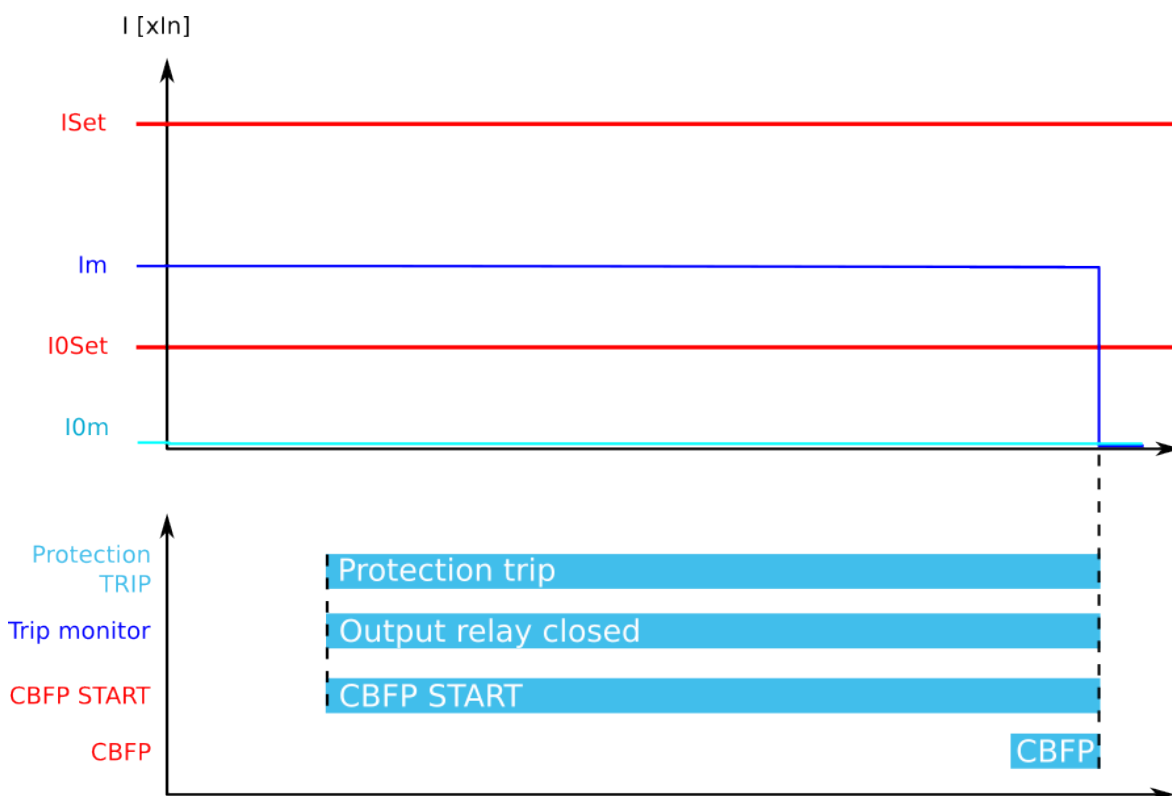 I [xIn]
ISet
Im
I0Set
I0m
Protection
TRIP
Protection trip
Trip monitor
Output relay closed
CBFP START
CBFP START
CBFP
CBFP